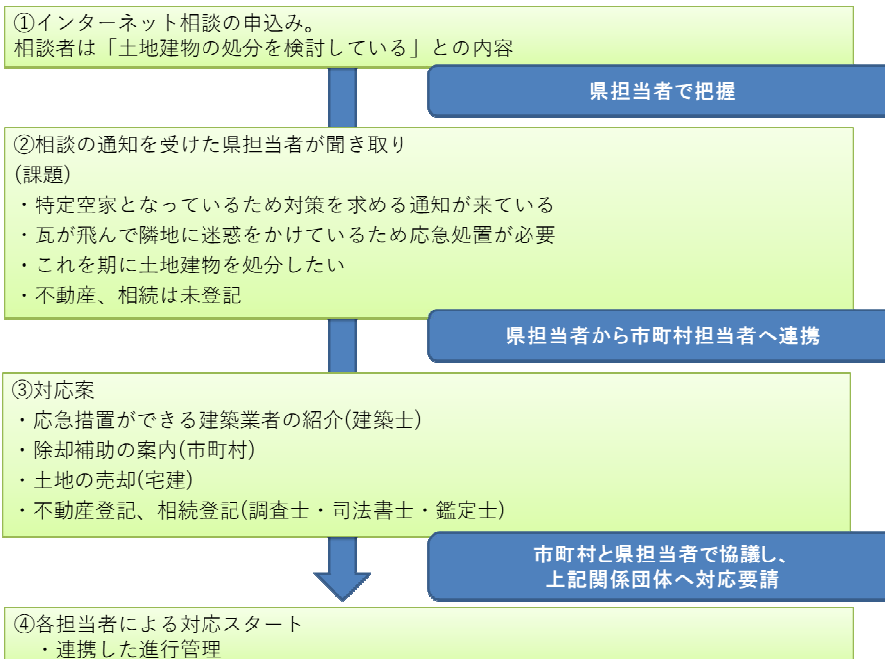 ①インターネット相談の申込み。
相談者は「土地建物の処分を検討している」との内容
県担当者で把握
②相談の通知を受けた県担当者が聞き取り
(課題)
・特定空家となっているため対策を求める通知が来ている
・瓦が飛んで隣地に迷惑をかけているため応急処置が必要
・これを期に土地建物を処分したい
・不動産、相続は未登記
県担当者から市町村担当者へ連携
③対応案
・応急措置ができる建築業者の紹介(建築士)
・除却補助の案内(市町村)
・土地の売却(宅建)
・不動産登記、相続登記(調査士・司法書士・鑑定士)
市町村と県担当者で協議し、
上記関係団体へ対応要請
④各担当者による対応スタート
・連携した進行管理